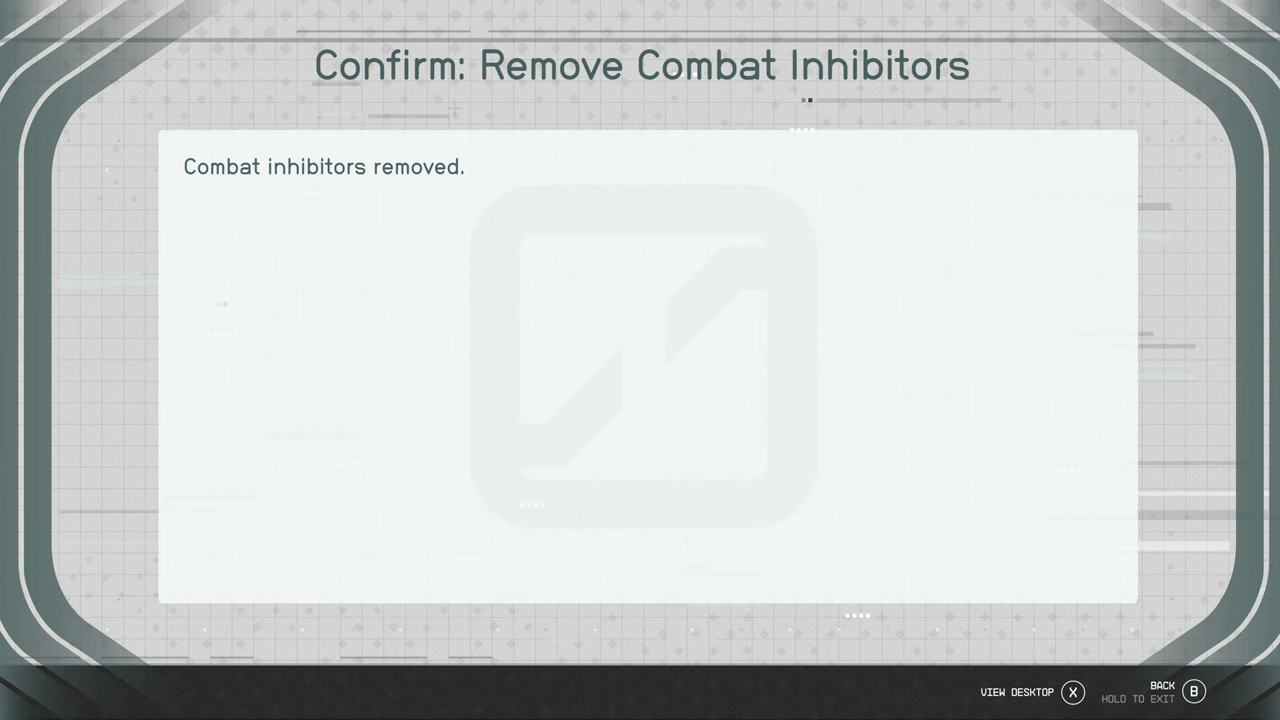 Confirm: Remove Combat Inhibitors
Combat inhibitors removed.
VIEW DESKTOP X
BACK
HOLD TO EXIT B